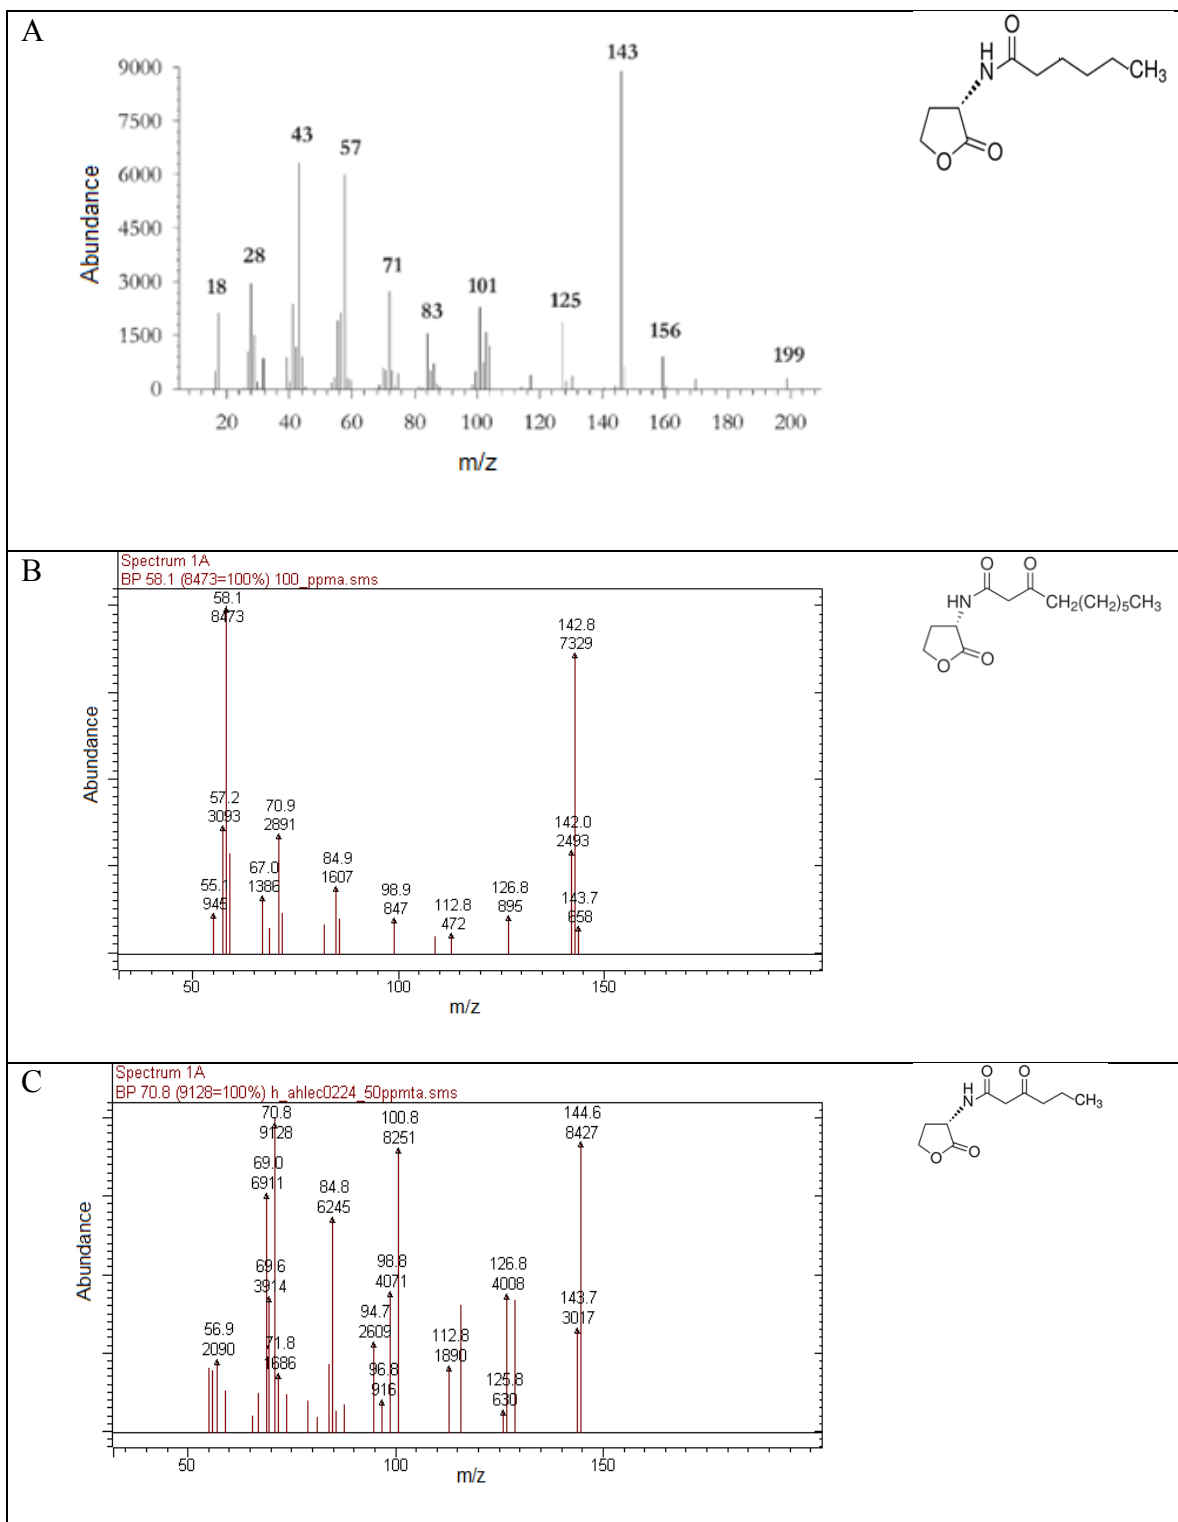 A
143
9000
7500
6000
4500
3000
1500
0
Abundance
18
28
43
57
71
83
101
125
156
199
20 40 60 80 100 120 140 160 180 200
m/z
O
H
N
CH3
O
O
B
Spectrum 1A
BP 58.1 (8473=100%) 100_ppma.sms
58.1
8473
142.8
7329
57.2
3093
70.9
2891
142.0
2493
67.0
1386
84.9
1607
55.1
945
98.9
847
112.8
472
126.8
895
143.7
658
Abundance
50 100 150
m/z
O O
HN
CH2(CH2)5CH3
O
O
C
Spectrum 1A
BP 70.8 (9128=100%) h_ahlec0224_50ppmta.sms
70.8
9128
100.8
8251
144.6
8427
69.0
6911
84.8
6245
69.6
3914
98.8
4071
126.8
4008
94.7
2609
143.7
3017
56.9
2090
71.8
1686
96.8
916
112.8
1890
125.8
630
Abundance
50 100 150
m/z
O O
H
N
CH3
O
O